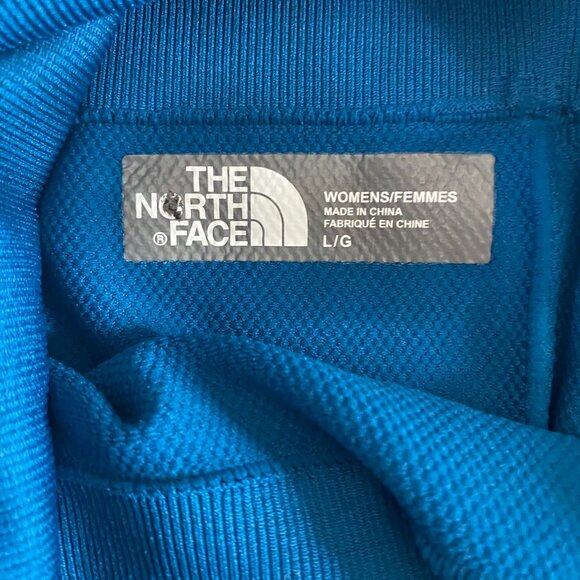 THE
NORTH
® FACE
WOMENS/FEMMES
MADE IN CHINA
FABRIQUÉ EN CHINE
L/G